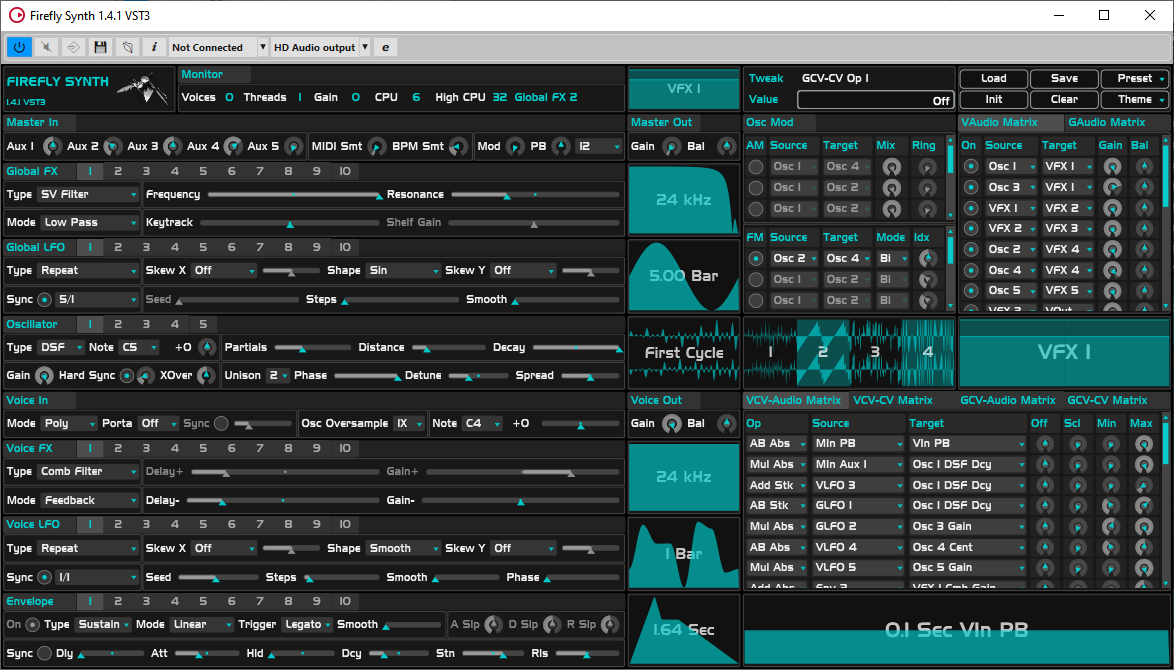 Firefly Synth 1.4.1 VST3
Not Connected HD Audio output e
FIREFLY SYNTH
1.4.1 VST3
Monitor
Voices 0 Threads 1 Gain 0 CPU 6 High CPU 32 Global FX 2
VFX 1
Tweak GCV-CV Op 1
Value Off
Load Save Preset
Init Clear Theme
Master In
Aux 1 Aux 2 Aux 3 Aux 4 Aux 5 MIDI Smt BPM Smt Mod PB 12
Master Out
Gain Bal
Global FX 1 2 3 4 5 6 7 8 9 10
Type SV Filter Frequency Resonance
Mode Low Pass Keytrack Shelf Gain
24 kHz
Global LFO 1 2 3 4 5 6 7 8 9 10
Type Repeat Skew X Off Shape Sin Skew Y Off
Sync 5/1 Seed Steps Smooth
5.00 Bar
Osc Mod
AM Source Target Mix Ring
Osc 1 Osc 4
Osc 1 Osc 2
Osc 1 Osc 2
FM Source Target Mode Idx
Osc 2 Osc 4 Bi
Osc 1 Osc 2 Bi
Osc 1 Osc 2 Bi
VAudio Matrix GAudio Matrix
On Source Target Gain Bal
Osc 1 VFX 1
Osc 3 VFX 1
VFX 1 VFX 2
VFX 2 VFX 3
Osc 2 VFX 4
Osc 4 VFX 4
Osc 5 VFX 5
VFX 3 VOut
Oscillator 1 2 3 4 5
Type DSF Note C5 +0 Partials Distance Decay
Gain Hard Sync XOver Unison 2 Phase Detune Spread
First Cycle
1 2 3 4
VFX 1
Voice In
Mode Poly Porta Off Sync Osc Oversample 1X Note C4 +0
Voice Out
Gain Bal
Voice FX 1 2 3 4 5 6 7 8 9 10
Type Comb Filter Delay+ Gain+
Mode Feedback Delay- Gain-
24 kHz
Voice LFO 1 2 3 4 5 6 7 8 9 10
Type Repeat Skew X Off Shape Smooth Skew Y Off
Sync 1/1 Seed Steps Smooth Phase
1 Bar
VCV-Audio Matrix VCV-CV Matrix GCV-Audio Matrix GCV-CV Matrix
Op Source Target Off Scl Min Max
AB Abs MIn PB VIn PB
Mul Abs MIn Aux 1 Osc 1 DSF Dcy
Add Stk VLFO 3 Osc 1 DSF Dcy
AB Stk GLFO 1 Osc 1 DSF Dcy
Mul Abs GLFO 2 Osc 3 Gain
AB Abs VLFO 4 Osc 4 Cent
Mul Abs VLFO 5 Osc 5 Gain
Add Abs Env 2 VFX 1 Cmb Gain
Envelope 1 2 3 4 5 6 7 8 9 10
On Type Sustain Mode Linear Trigger Legato Smooth A Slp D Slp R Slp
Sync Dly Att Hld Dcy Stn Rls
1.64 Sec
0.1 Sec VIn PB